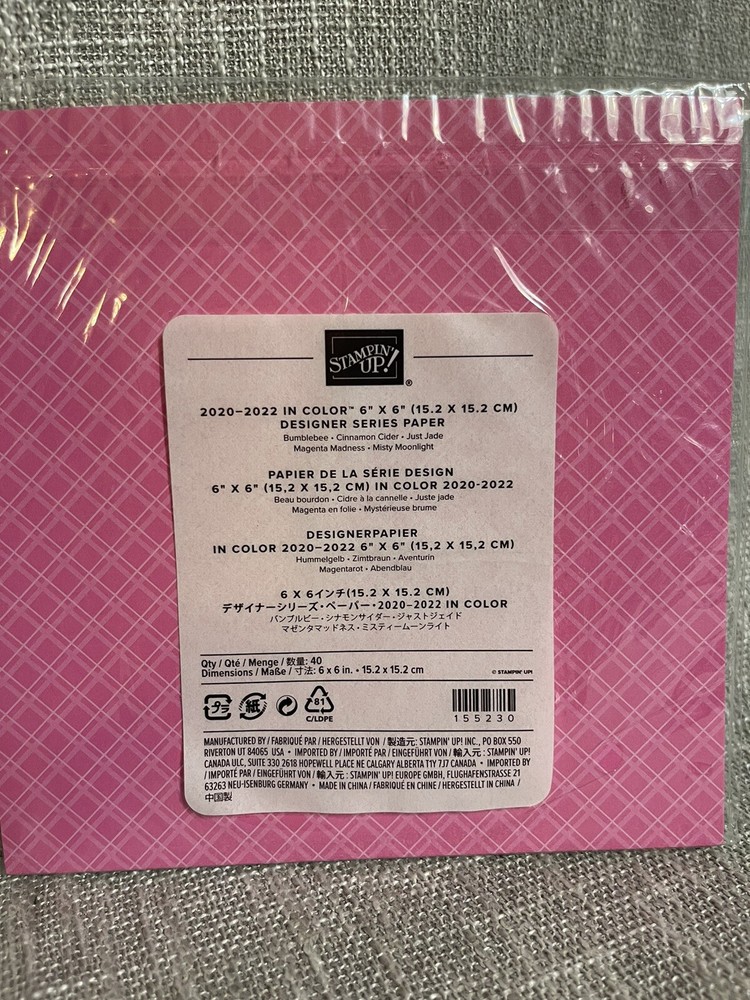 STAMPIN' UP!®
2020–2022 IN COLOR™ 6" X 6" (15.2 X 15.2 CM)
DESIGNER SERIES PAPER
Bumblebee • Cinnamon Cider • Just Jade
Magenta Madness • Misty Moonlight
PAPIER DE LA SÉRIE DESIGN
6" X 6" (15,2 X 15,2 CM) IN COLOR 2020-2022
Beau bourdon • Cidre à la cannelle • Juste jade
Magenta en folie • Mystérieuse brume
DESIGNERPAPIER
IN COLOR 2020–2022 6" X 6" (15,2 X 15,2 CM)
Hummelgelb • Zimtbraun • Aventurin
Magentarot • Abendblau
6 X 6インチ(15.2 X 15.2 CM)
デザイナーシリーズ・ペーパー・2020–2022 IN COLOR
バンブルビー・シナモンサイダー・ジャストジェイド
マゼンタマッドネス・ミスティームーンライト
Qty / Qté / Menge / 数量: 40
Dimensions / Maße / 寸法: 6 x 6 in. • 15.2 x 15.2 cm
© STAMPIN' UP!
プラ 紙 81
C/LDPE
155230
MANUFACTURED BY / FABRIQUÉ PAR / HERGESTELLT VON / 製造元: STAMPIN' UP! INC., PO BOX 550
RIVERTON UT 84065 USA • IMPORTED BY / IMPORTÉ PAR / EINGEFÜHRT VON / 輸入元: STAMPIN' UP!
CANADA ULC, SUITE 330 2618 HOPEWELL PLACE NE CALGARY ALBERTA T1Y 7J7 CANADA • IMPORTED BY
/ IMPORTÉ PAR / EINGEFÜHRT VON / 輸入元: STAMPIN' UP! EUROPE GMBH, FLUGHAFENSTRASSE 21
63263 NEU-ISENBURG GERMANY • MADE IN CHINA / FABRIQUÉ EN CHINE / HERGESTELLT IN CHINA /
中国製